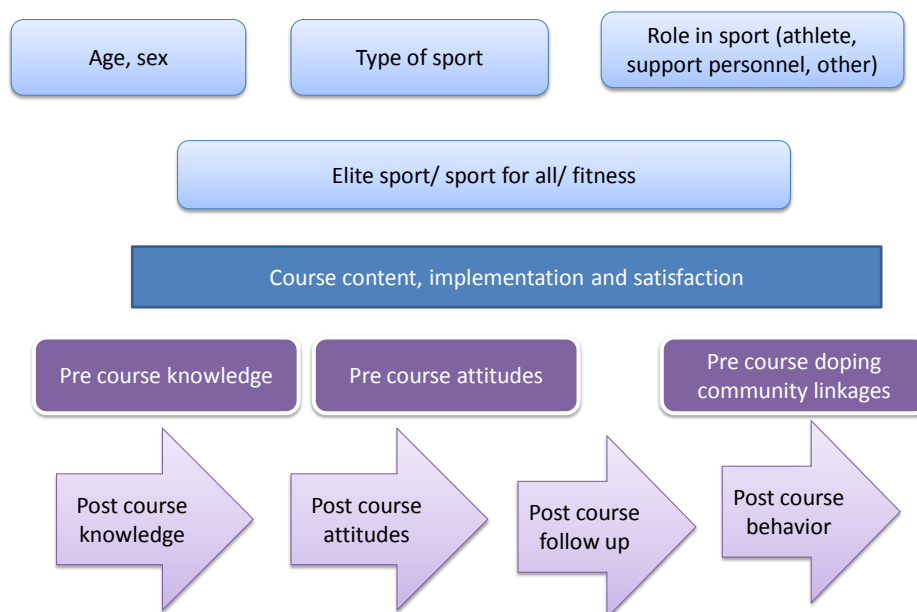 Age, sex
Type of sport
Role in sport (athlete,
support personnel, other)
Elite sport/ sport for all/ fitness
Course content, implementation and satisfaction
Pre course knowledge
Pre course attitudes
Pre course doping
community linkages
Post course
knowledge
Post course
attitudes
Post course
follow up
Post course
behavior